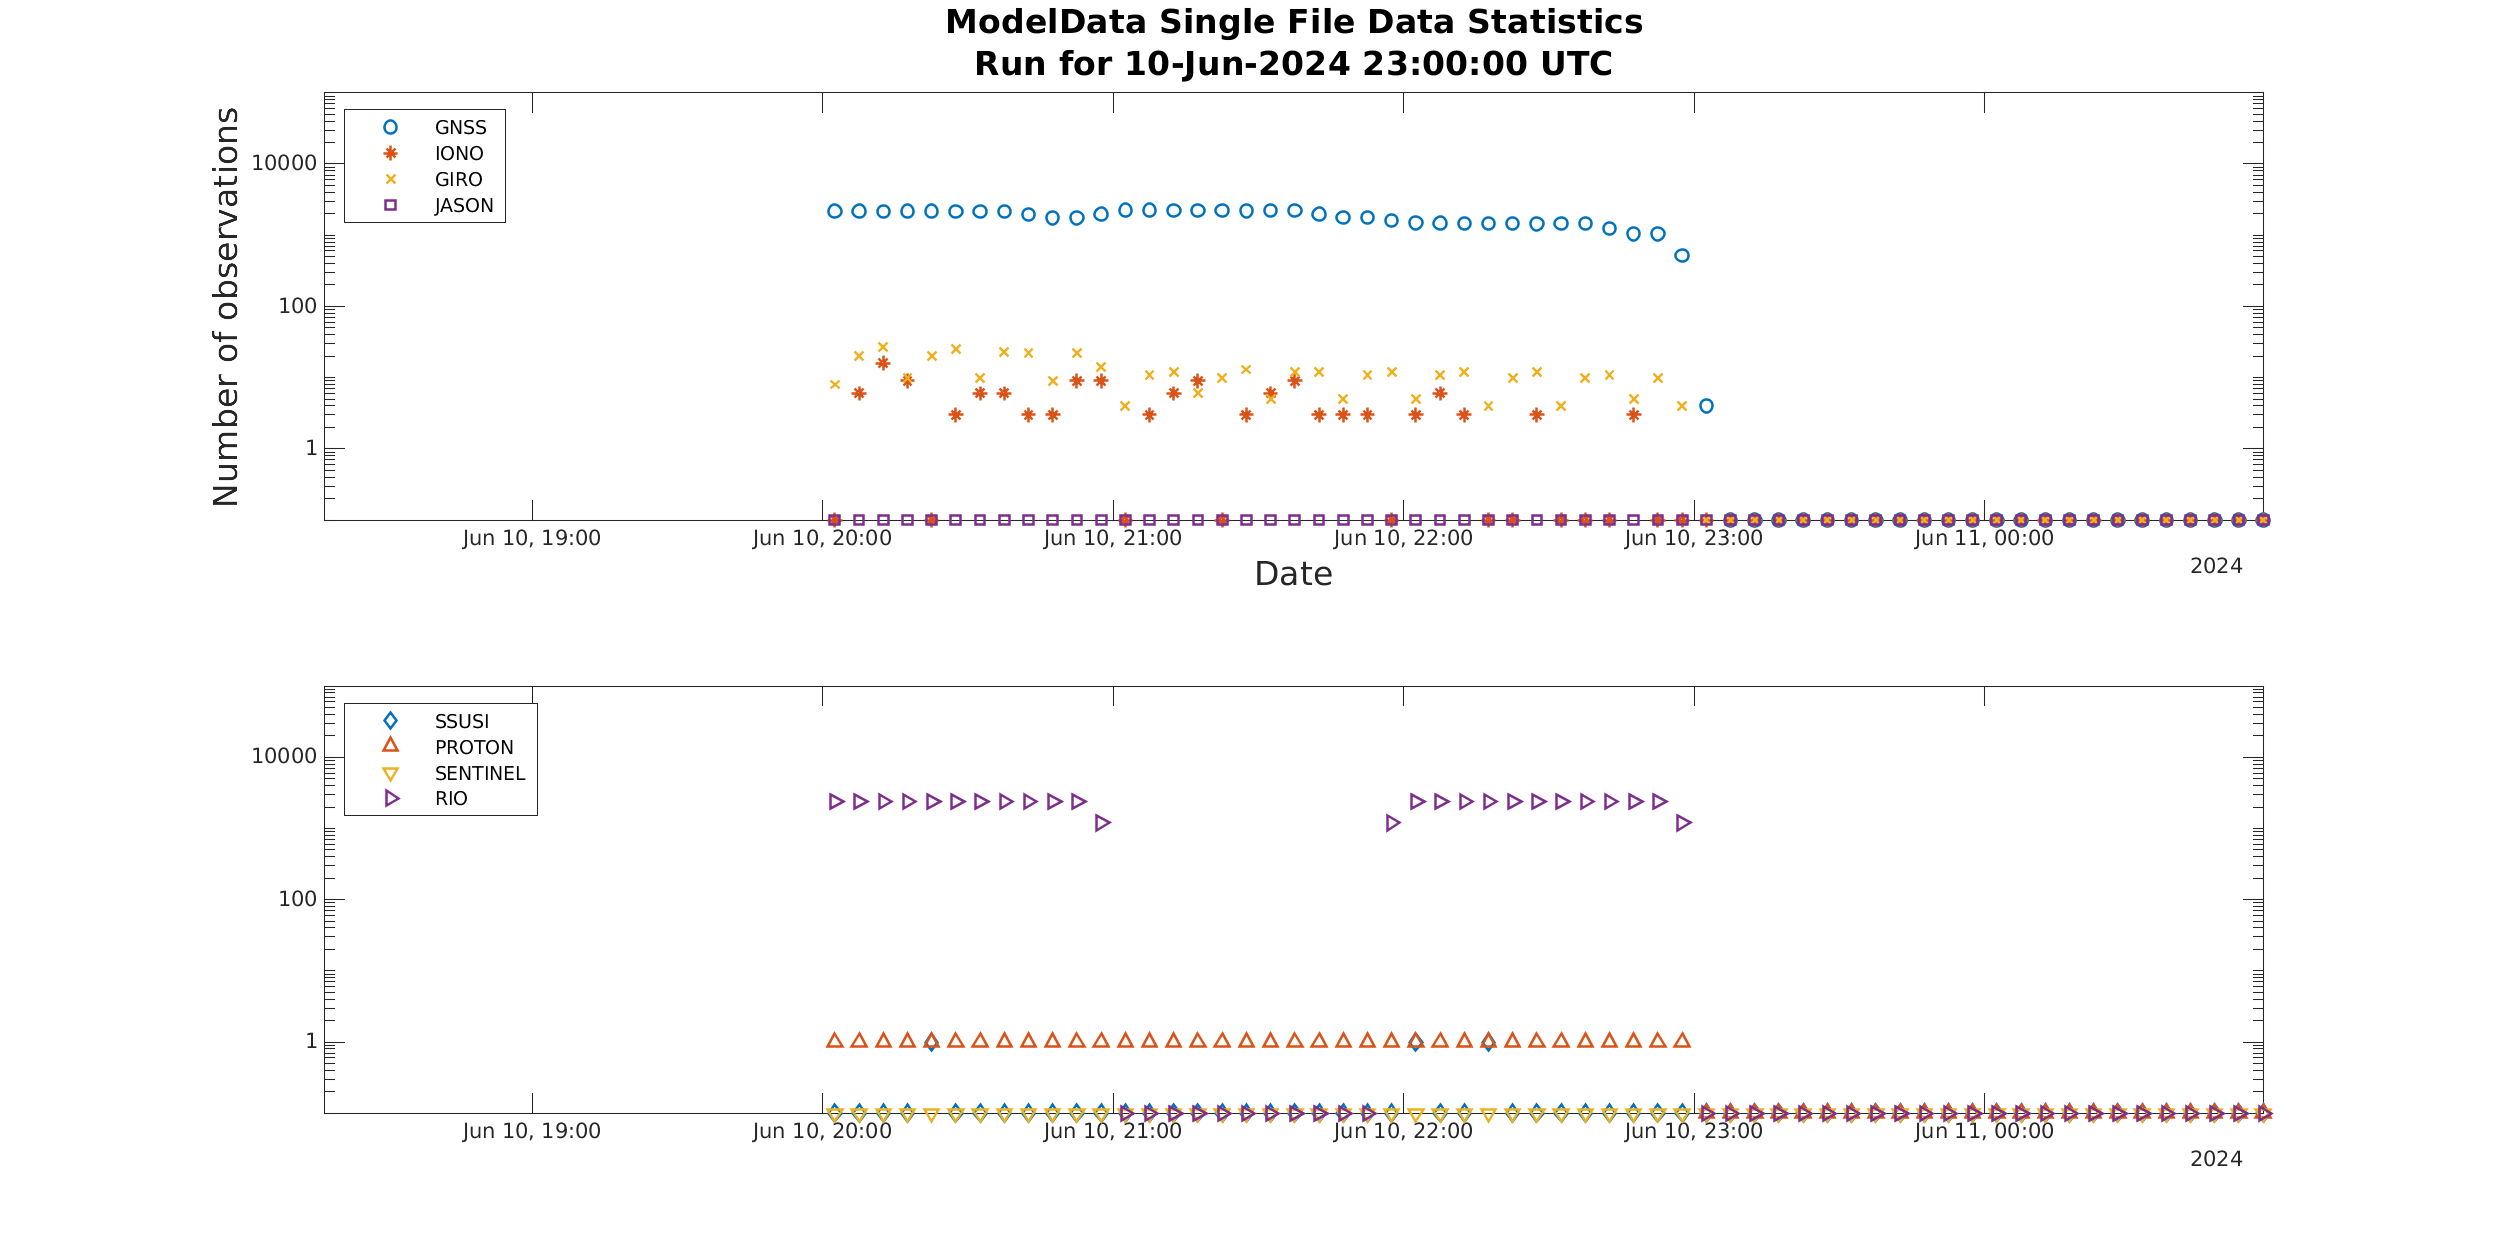 ModelData Single File Data Statistics
Run for 10-Jun-2024 23:00:00 UTC
Number of observations
10000
100
1
GNSS
IONO
GIRO
JASON
Jun 10, 19:00
Jun 10, 20:00
Jun 10, 21:00
Jun 10, 22:00
Jun 10, 23:00
Jun 11, 00:00
2024
Date
10000
100
1
SSUSI
PROTON
SENTINEL
RIO
Jun 10, 19:00
Jun 10, 20:00
Jun 10, 21:00
Jun 10, 22:00
Jun 10, 23:00
Jun 11, 00:00
2024